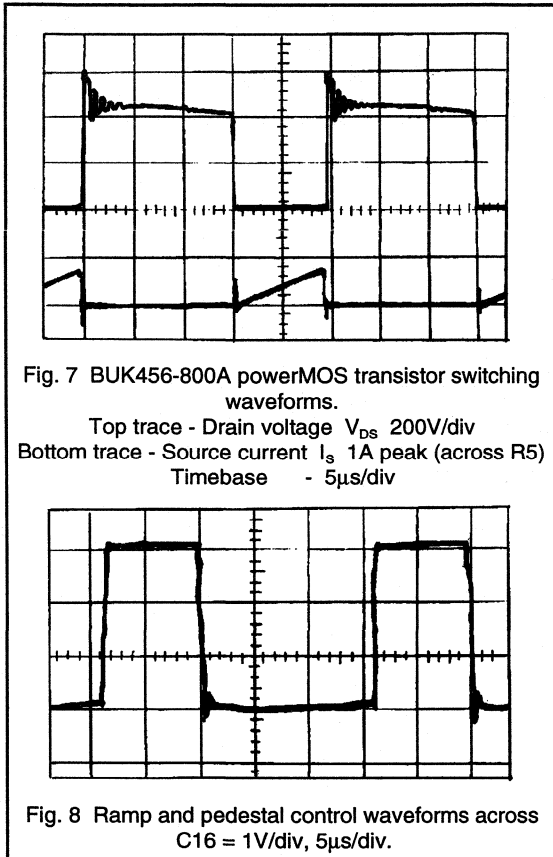 Fig. 7 BUK456-800A powerMOS transistor switching
waveforms.
Top trace - Drain voltage V_DS 200V/div
Bottom trace - Source current I_S 1A peak (across R5)
Timebase - 5µs/div
Fig. 8 Ramp and pedestal control waveforms across
C16 = 1V/div, 5µs/div.